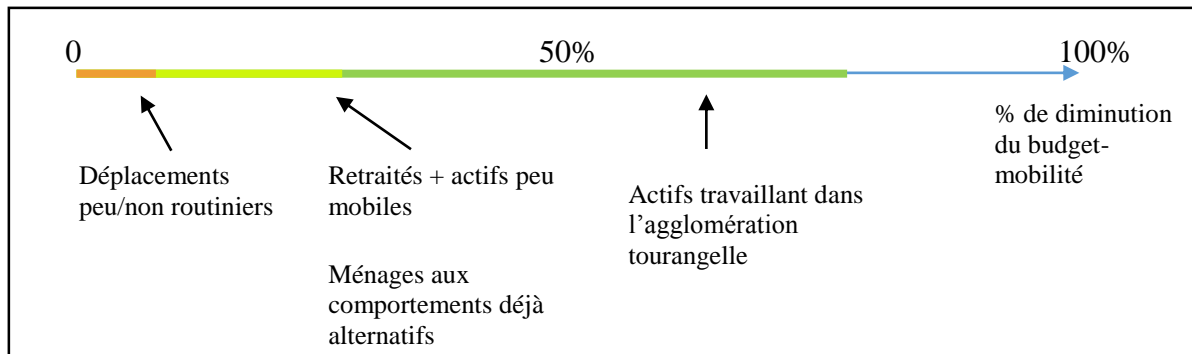 0 50% 100%
% de diminution
du budget-
mobilité
Déplacements
peu/non routiniers
Retraités + actifs peu
mobiles
Ménages aux
comportements déjà
alternatifs
Actifs travaillant dans
l’agglomération
tourangelle